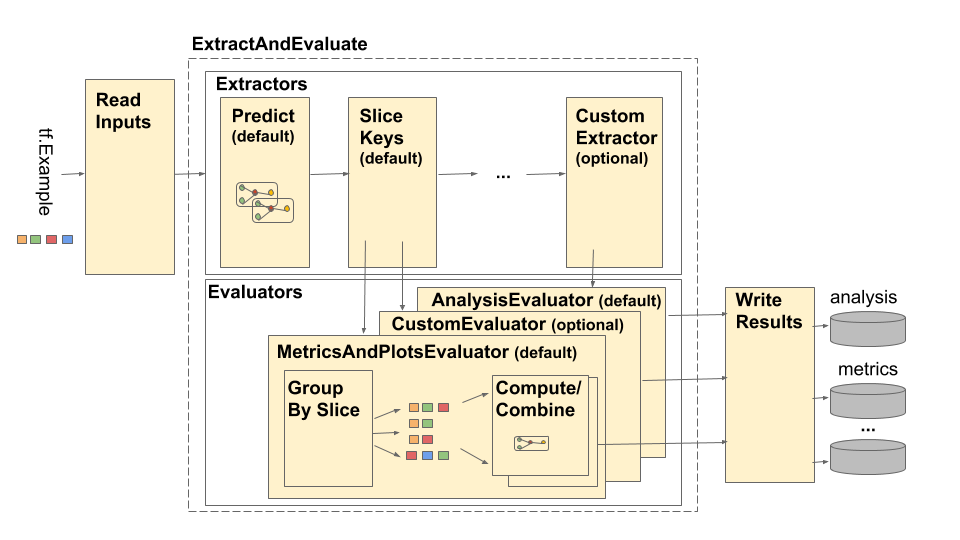 ExtractAndEvaluate
Extractors
Read
Inputs
tf.Example
Predict
(default)
Slice
Keys
(default)
...
Custom
Extractor
(optional)
Evaluators
AnalysisEvaluator (default)
CustomEvaluator (optional)
MetricsAndPlotsEvaluator (default)
Group
By Slice
Compute/
Combine
Write
Results
analysis
metrics
...